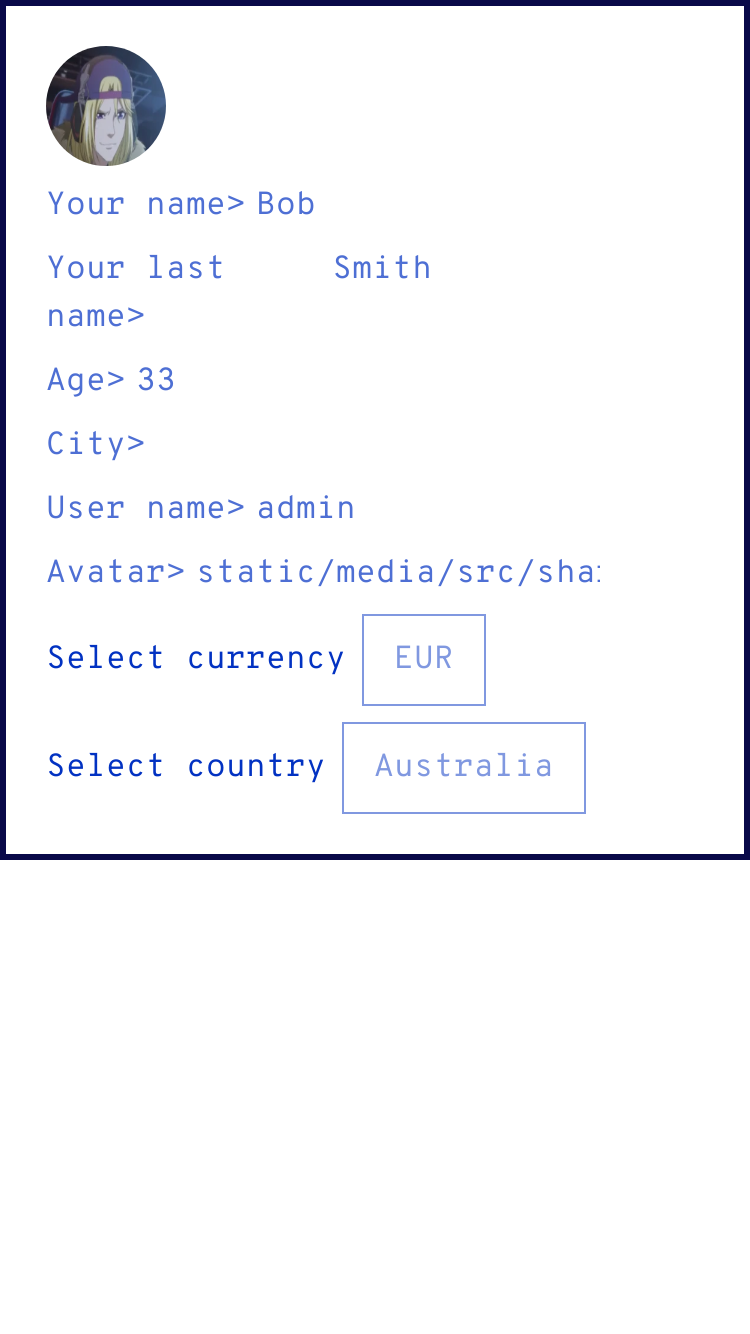 Your name> Bob
Your last Smith
name>
Age> 33
City>
User name> admin
Avatar> static/media/src/sha
Select currency EUR
Select country Australia